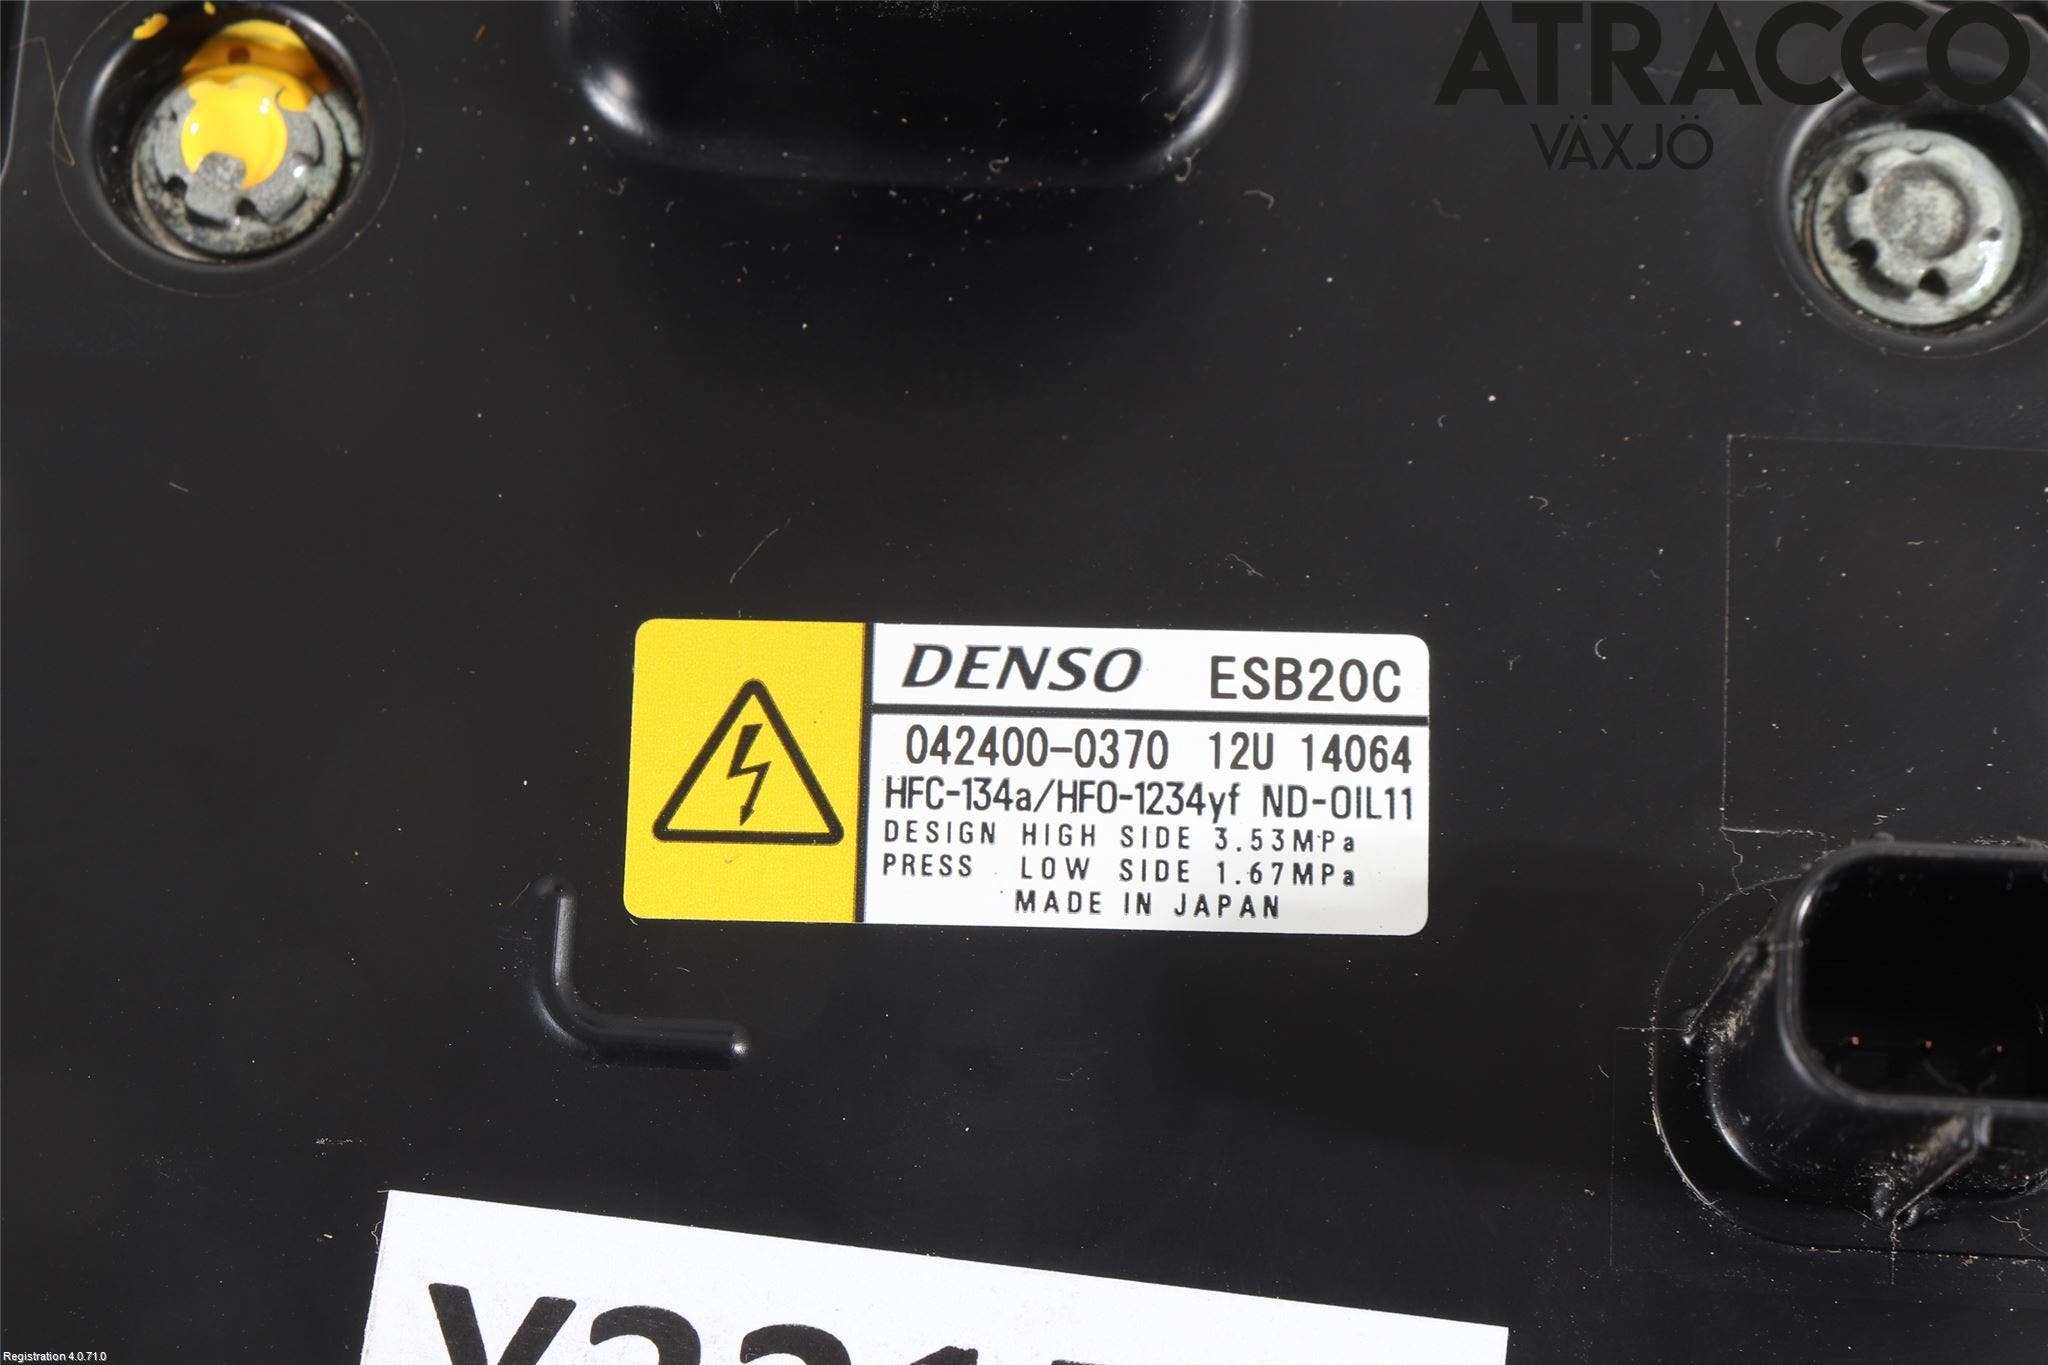 ATRACCO
VÄXJÖ
DENSO ESB20C
042400-0370 12U 14064
HFC-134a/HFO-1234yf ND-OIL11
DESIGN HIGH SIDE 3.53MPa
PRESS LOW SIDE 1.67MPa
MADE IN JAPAN
Registration 4.0.71.0